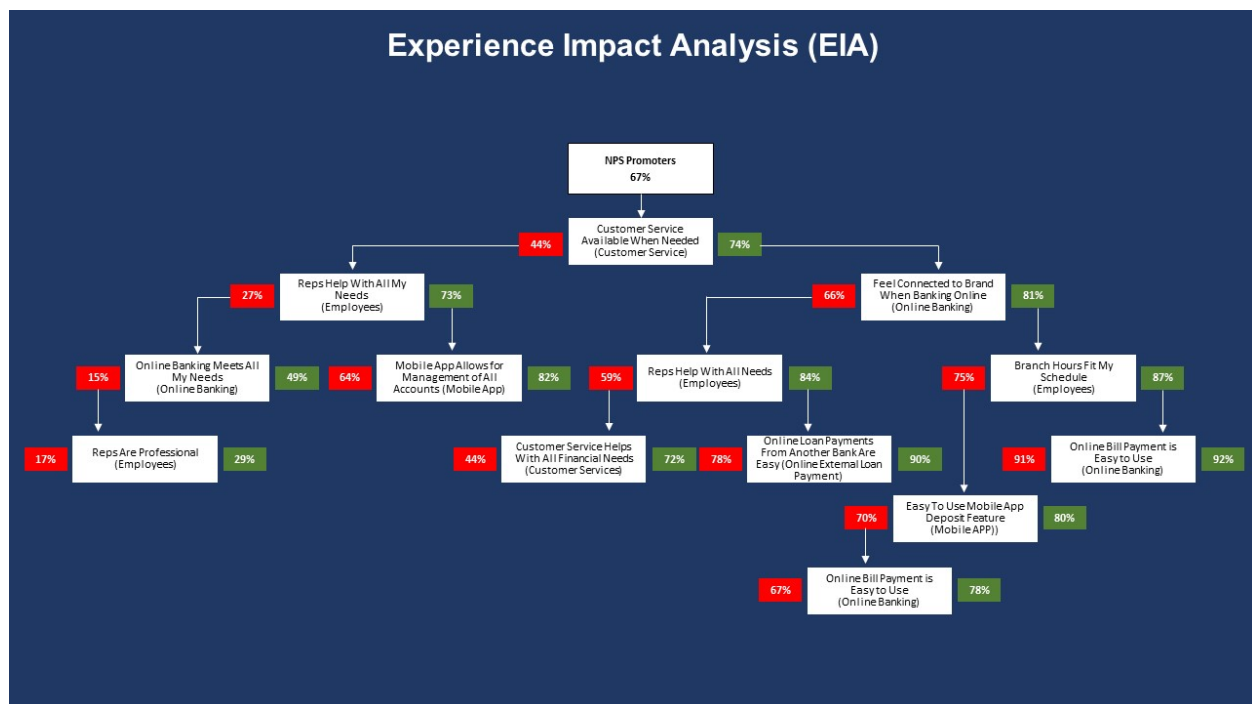 Experience Impact Analysis (EIA)
NPS Promoters
67%
Customer Service
Available When Needed
(Customer Service)
44%
74%
Reps Help With All My
Needs
(Employees)
27%
73%
Feel Connected to Brand
When Banking Online
(Online Banking)
66%
81%
Online Banking Meets All
My Needs
(Online Banking)
15%
49%
Mobile App Allows for
Management of All
Accounts (Mobile App)
64%
82%
Reps Help With All Needs
(Employees)
59%
84%
Branch Hours Fit My
Schedule
(Employees)
75%
87%
Reps Are Professional
(Employees)
17%
29%
Customer Service Helps
With All Financial Needs
(Customer Services)
44%
72%
Online Loan Payments
From Another Bank Are
Easy (Online External Loan
Payment)
78%
90%
Online Bill Payment is
Easy to Use
(Online Banking)
91%
92%
Easy To Use Mobile App
Deposit Feature
(Mobile APP))
70%
80%
Online Bill Payment is
Easy to Use
(Online Banking)
67%
78%